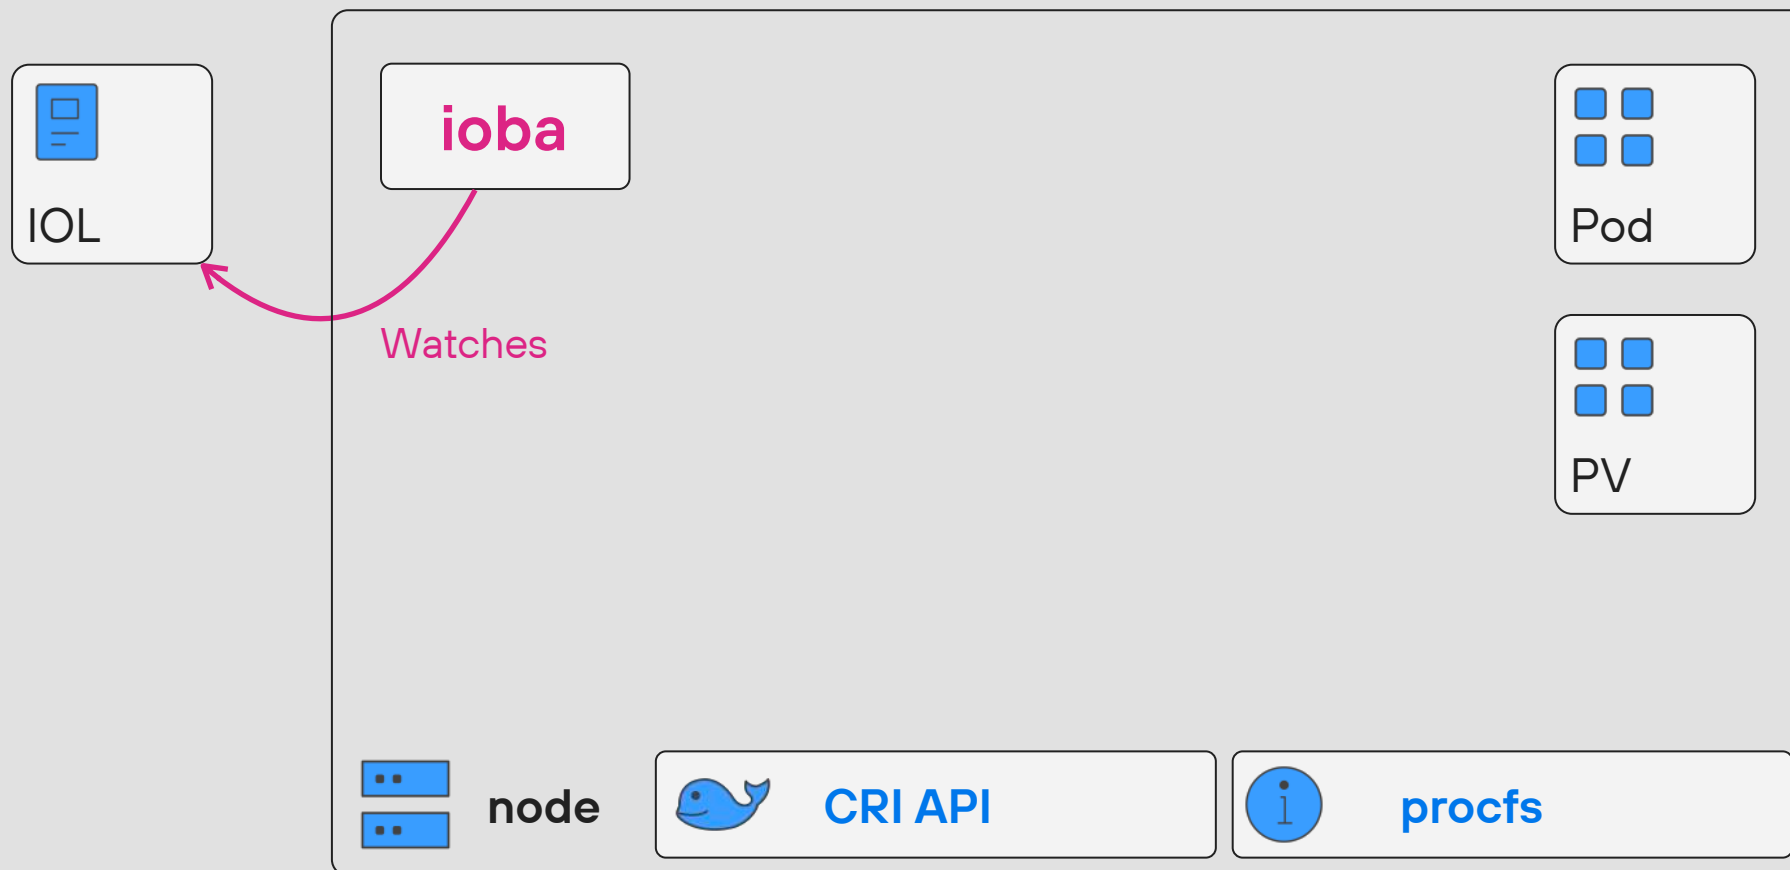 IOL
ioba
Watches
Pod
PV
node
CRI API
procfs